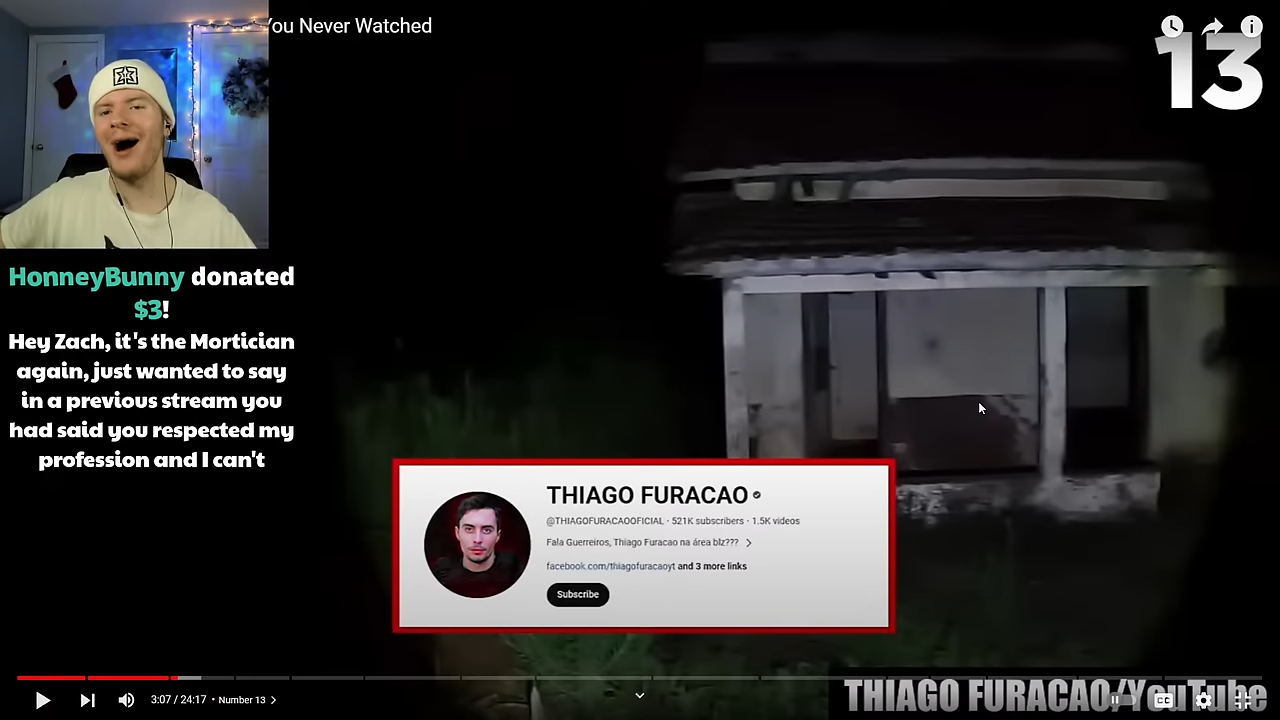 You Never Watched
13
HonneyBunny donated
$3!
Hey Zach, it's the Mortician
again, just wanted to say
in a previous stream you
had said you respected my
profession and I can't
THIAGO FURACAO
@THIAGOFURACAOOFICIAL · 521K subscribers · 1.5K videos
Fala Guerreiros, Thiago Furacao na área blz???
facebook.com/thiagofuracaoyt and 3 more links
Subscribe
3:07 / 24:17 • Number 13
THIAGO FURACAO/YouTube
CC